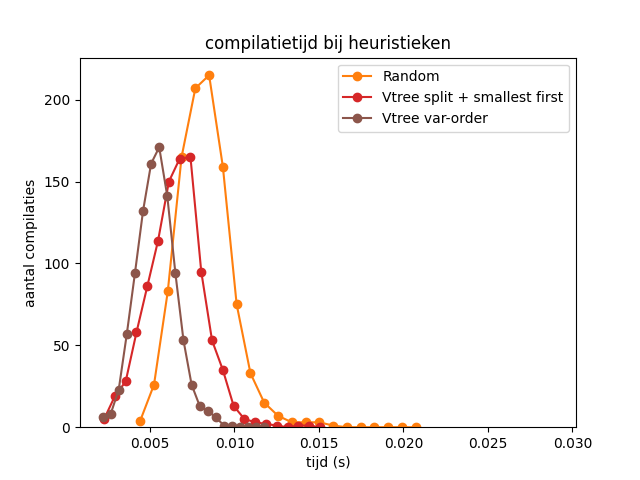 compilatietijd bij heuristieken
Random
Vtree split + smallest first
Vtree var-order
aantal compilaties
200
150
100
50
0
0.005 0.010 0.015 0.020 0.025 0.030
tijd (s)